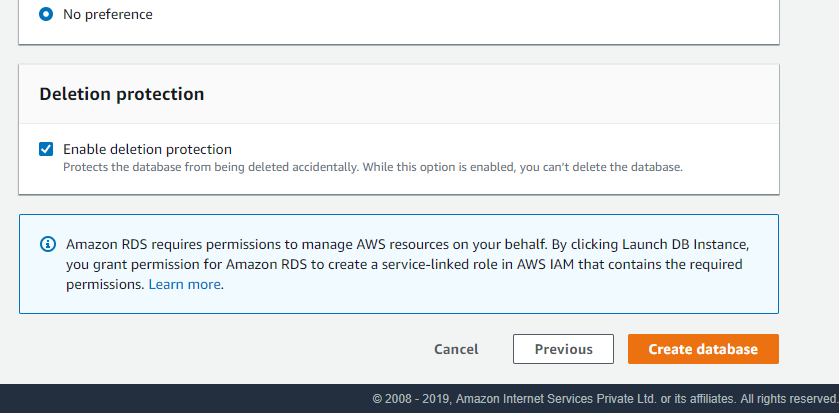 No preference
Deletion protection
Enable deletion protection
Protects the database from being deleted accidentally. While this option is enabled, you can't delete the database.
Amazon RDS requires permissions to manage AWS resources on your behalf. By clicking Launch DB Instance,
you grant permission for Amazon RDS to create a service-linked role in AWS IAM that contains the required
permissions. Learn more.
Cancel Previous Create database
© 2008 - 2019, Amazon Internet Services Private Ltd. or its affiliates. All rights reserved